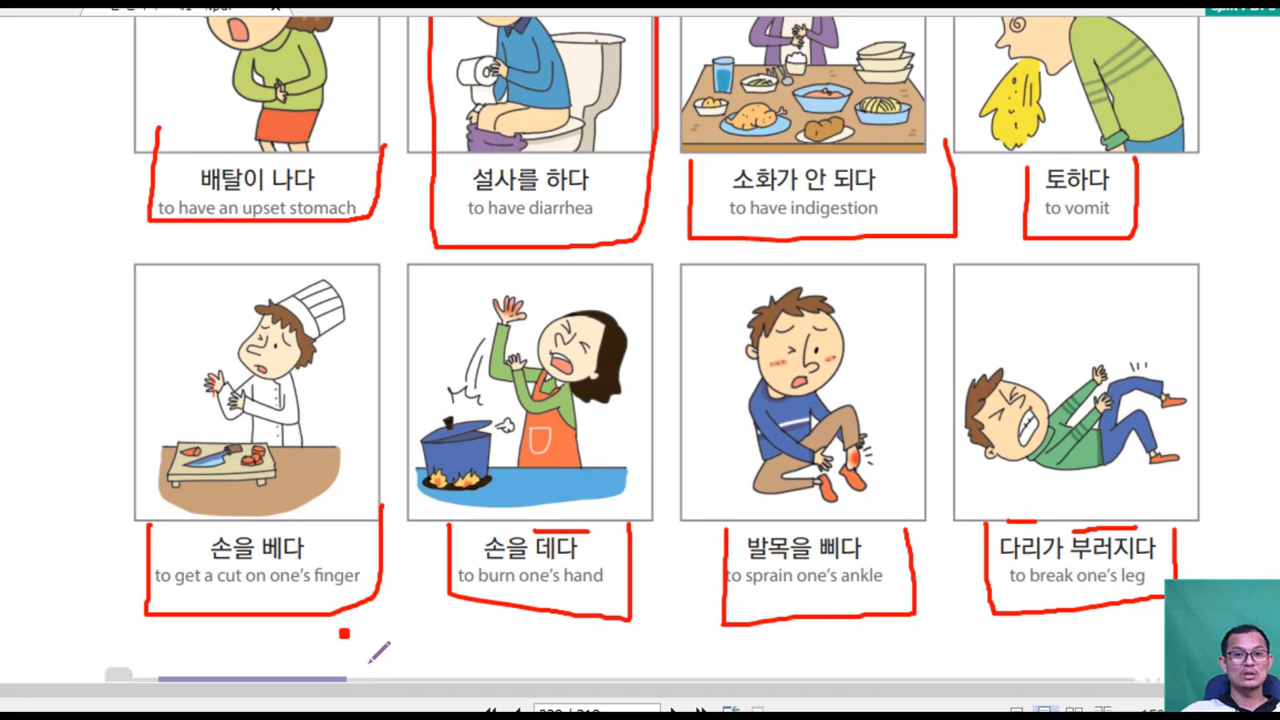 배탈이 나다
to have an upset stomach
설사를 하다
to have diarrhea
소화가 안 되다
to have indigestion
토하다
to vomit
손을 베다
to get a cut on one's finger
손을 데다
to burn one's hand
발목을 삐다
to sprain one's ankle
다리가 부러지다
to break one's leg